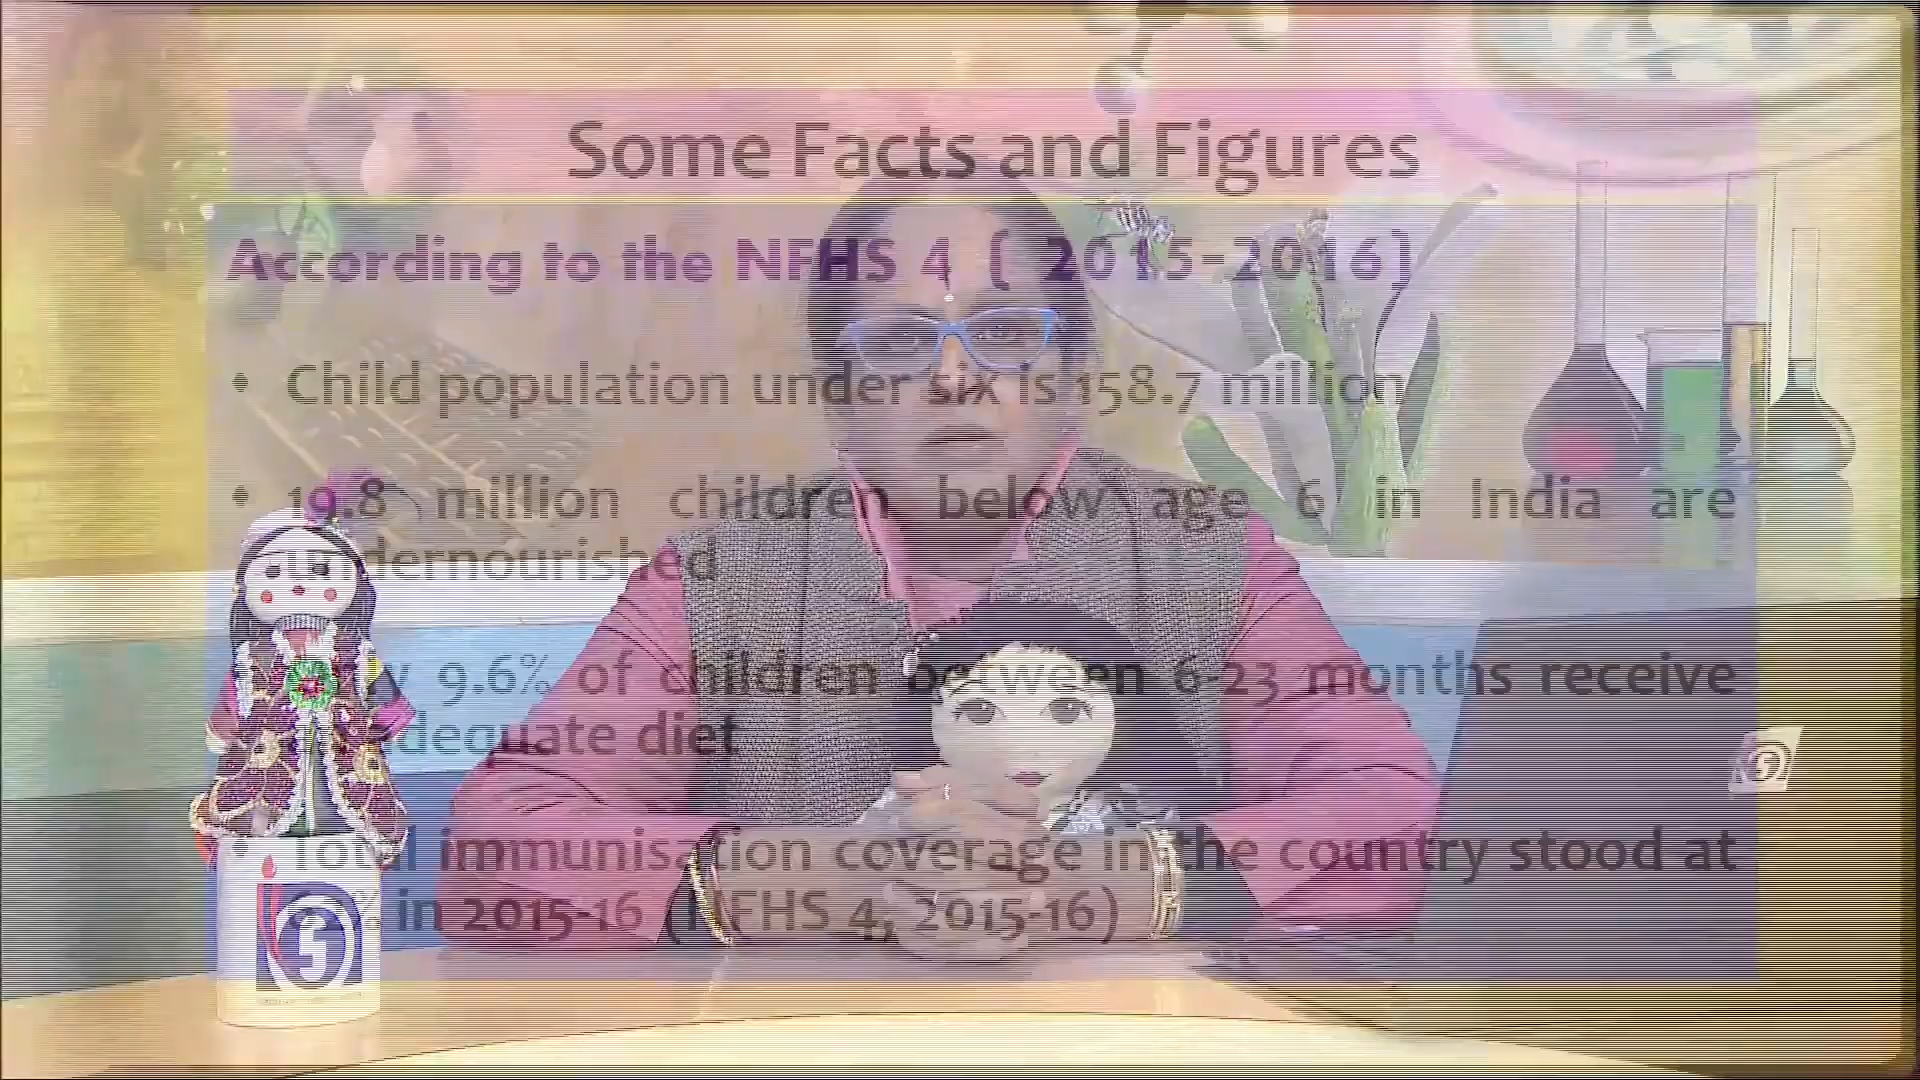 Some Facts and Figures
According to the NFHS 4 ( 2015-2016)
• Child population under six is 158.7 million
• 19.8 million children below age 6 in India are
undernourished
9.6% of children between 6-23 months receive
adequate diet
• Total immunisation coverage in the country stood at
% in 2015-16 (NFHS 4, 2015-16)